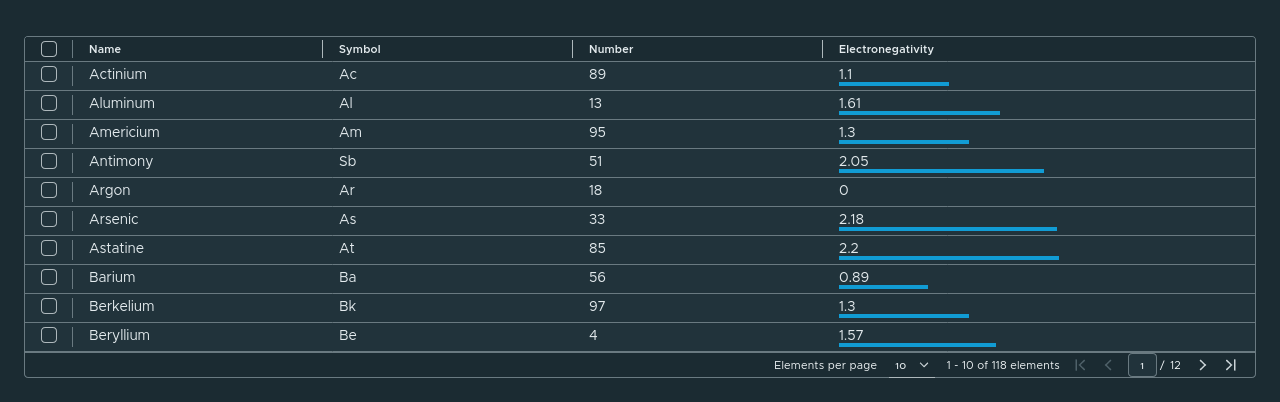 Name Symbol Number Electronegativity
Actinium Ac 89 1.1
Aluminum Al 13 1.61
Americium Am 95 1.3
Antimony Sb 51 2.05
Argon Ar 18 0
Arsenic As 33 2.18
Astatine At 85 2.2
Barium Ba 56 0.89
Berkelium Bk 97 1.3
Beryllium Be 4 1.57
Elements per page 10 1 - 10 of 118 elements 1 / 12